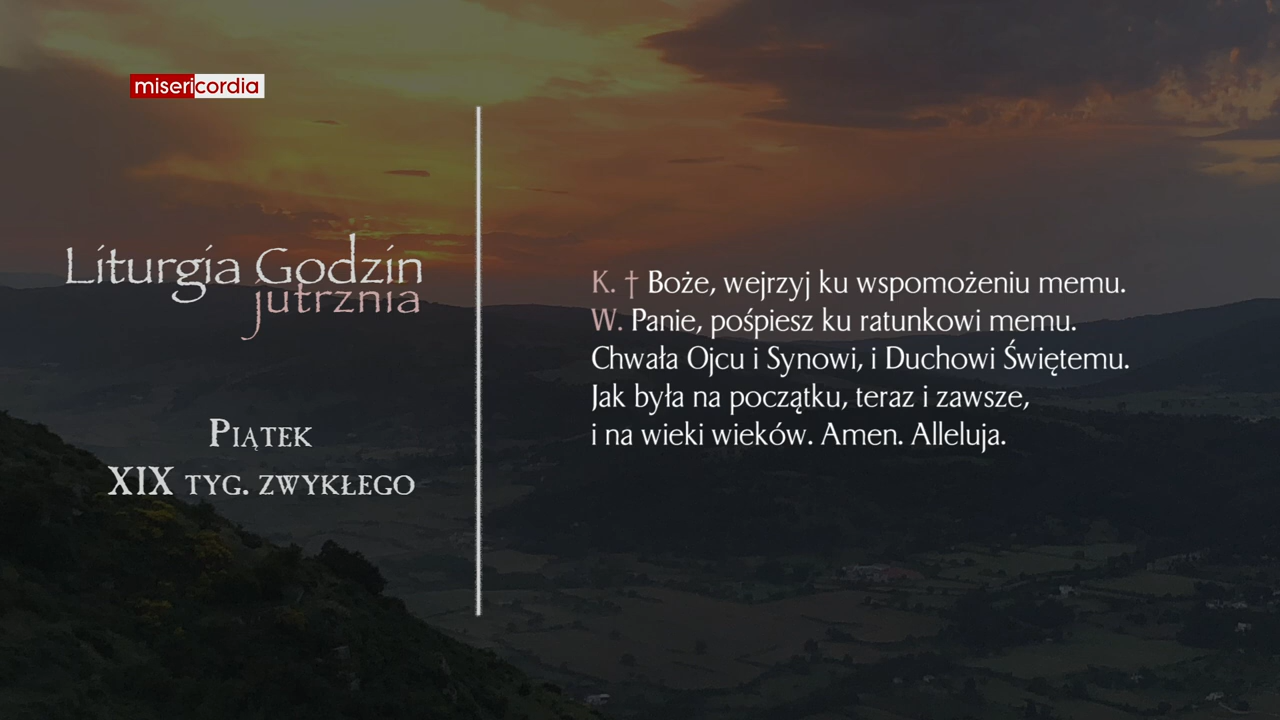 misericordia
Liturgia Godzin
jutrznia
Piątek
XIX tyg. zwykłego
K. † Boże, wejrzyj ku wspomożeniu memu.
W. Panie, pośpiesz ku ratunkowi memu.
Chwała Ojcu i Synowi, i Duchowi Świętemu.
Jak była na początku, teraz i zawsze,
i na wieki wieków. Amen. Alleluja.